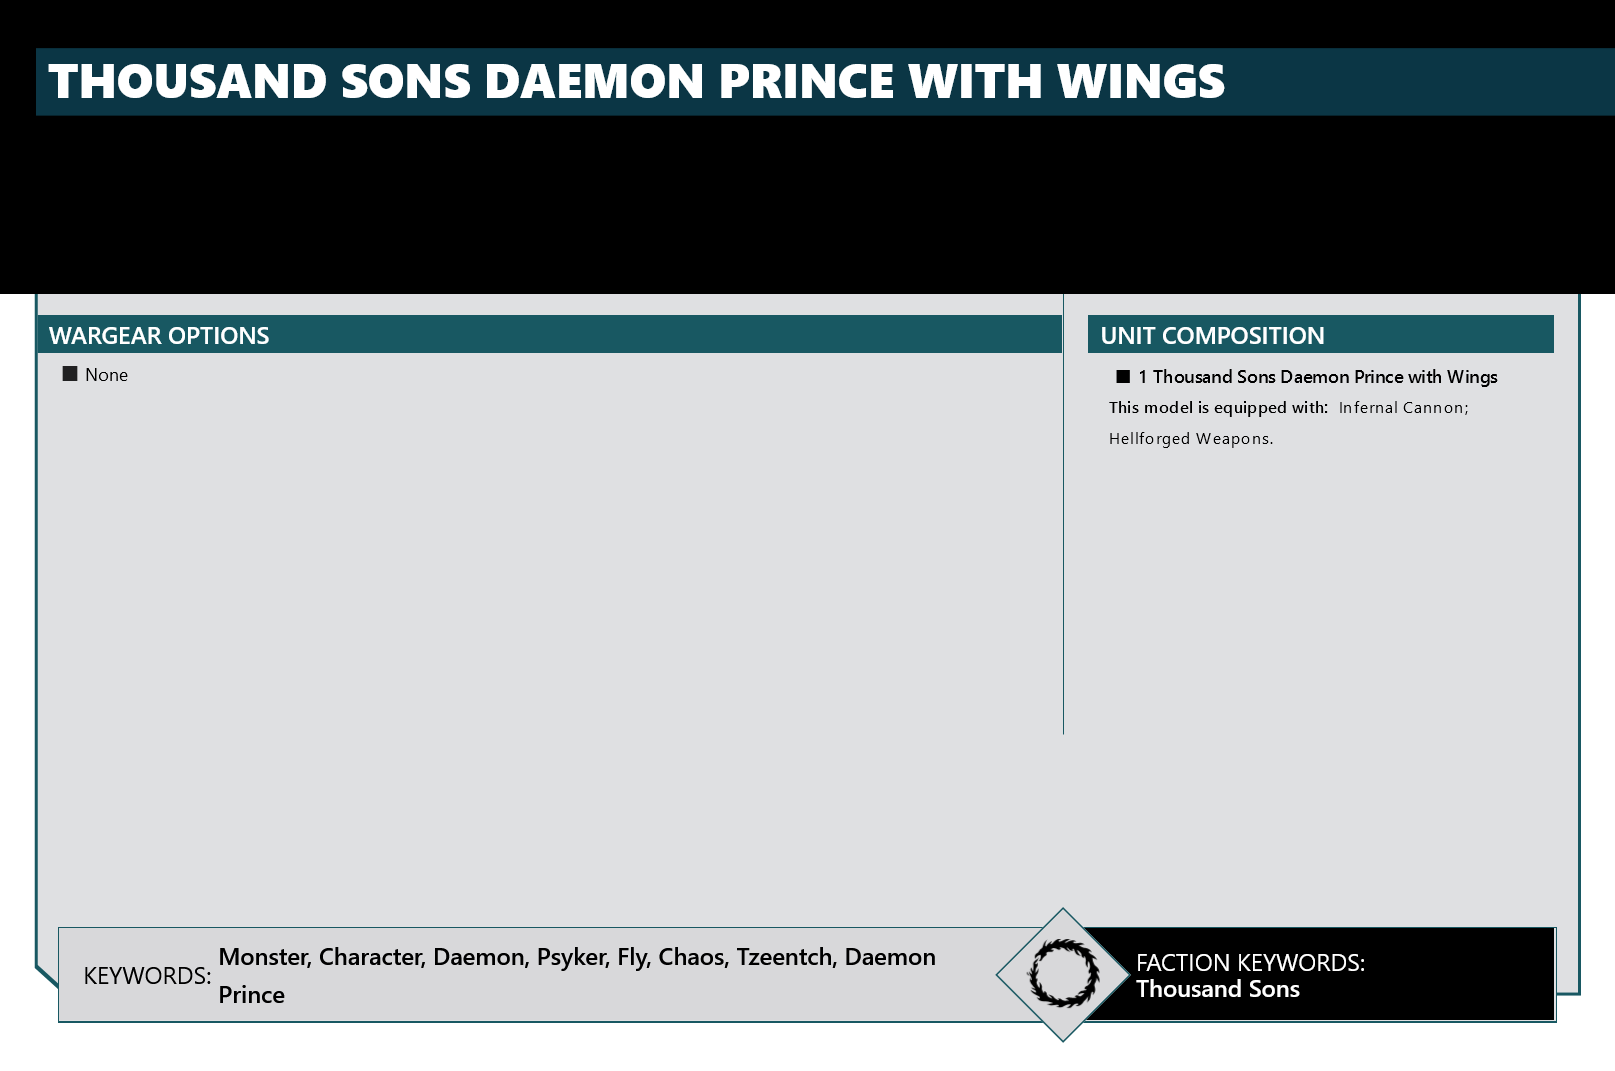 THOUSAND SONS DAEMON PRINCE WITH WINGS
WARGEAR OPTIONS
■ None
UNIT COMPOSITION
■ 1 Thousand Sons Daemon Prince with Wings
This model is equipped with: Infernal Cannon;
Hellforged Weapons.
KEYWORDS: Monster, Character, Daemon, Psyker, Fly, Chaos, Tzeentch, Daemon
Prince
FACTION KEYWORDS:
Thousand Sons